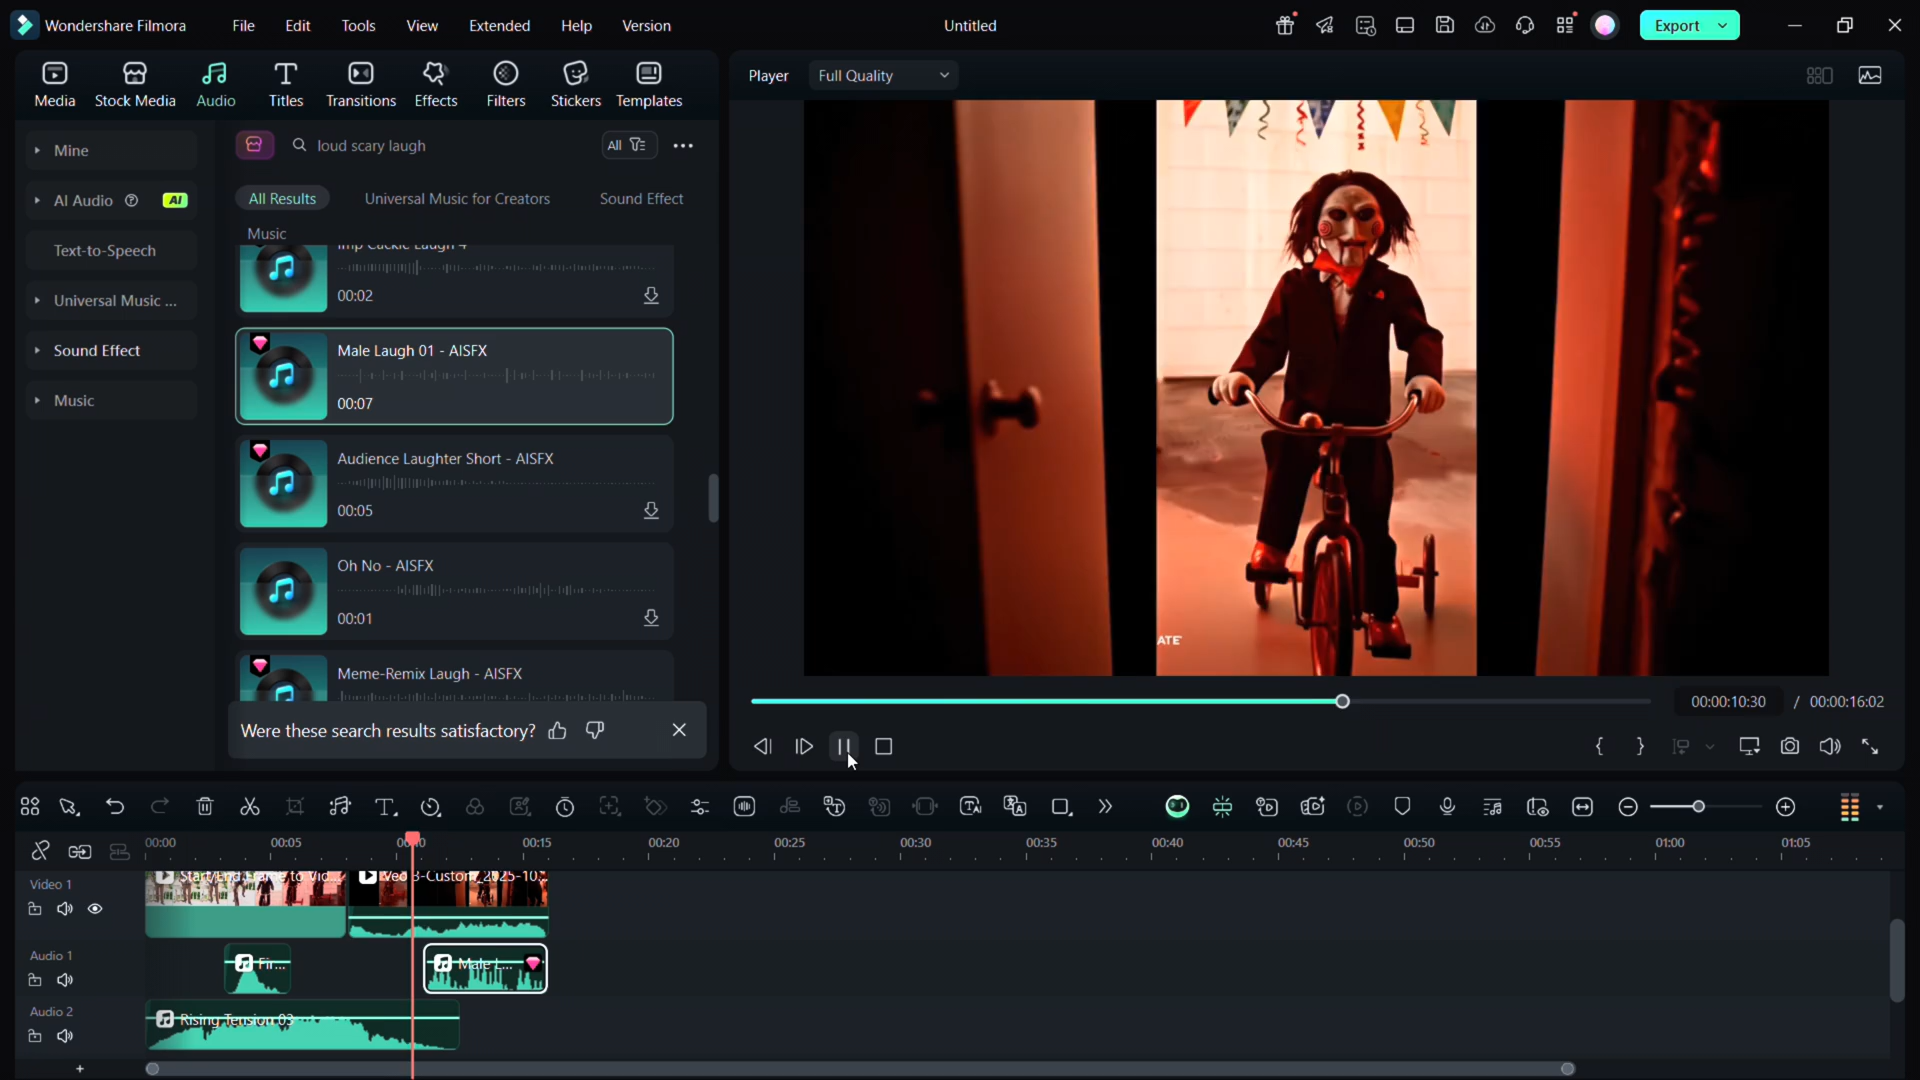 Wondershare Filmora
File
Edit
Tools
View
Extended
Help
Version
Untitled
Export
Media
Stock Media
Audio
Titles
Transitions
Effects
Filters
Stickers
Templates
Player
Full Quality
Mine
AI Audio
AI
Text-to-Speech
Universal Music ...
Sound Effect
Music
loud scary laugh
All
All Results
Universal Music for Creators
Sound Effect
Music
Imp Cackle Laugh 4
00:02
Male Laugh 01 - AISFX
00:07
Audience Laughter Short - AISFX
00:05
Oh No - AISFX
00:01
Meme-Remix Laugh - AISFX
Were these search results satisfactory?
ATE
00:00:10:30 / 00:00:16:02
00:00
00:05
00:10
00:15
00:20
00:25
00:30
00:35
00:40
00:45
00:50
00:55
01:00
01:05
Video 1
Start/End Frame to Vid...
Veo 3-Custom_2025-10...
Audio 1
Fir...
Male L...
Audio 2
Rising Tension 03